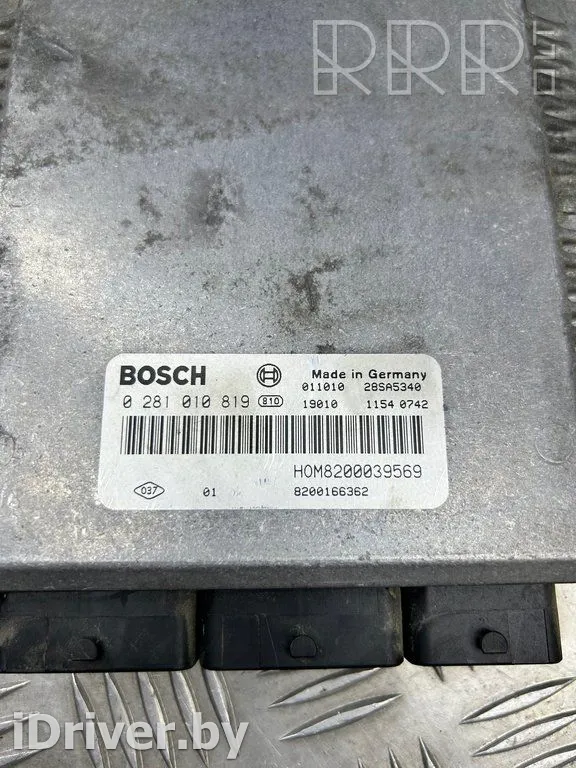 RRR.LT
BOSCH Made in Germany
011010 28SA5340
0 281 010 819 810 19010 1154 0742
HOM8200039569
037 01 8200166362
iDriver.by